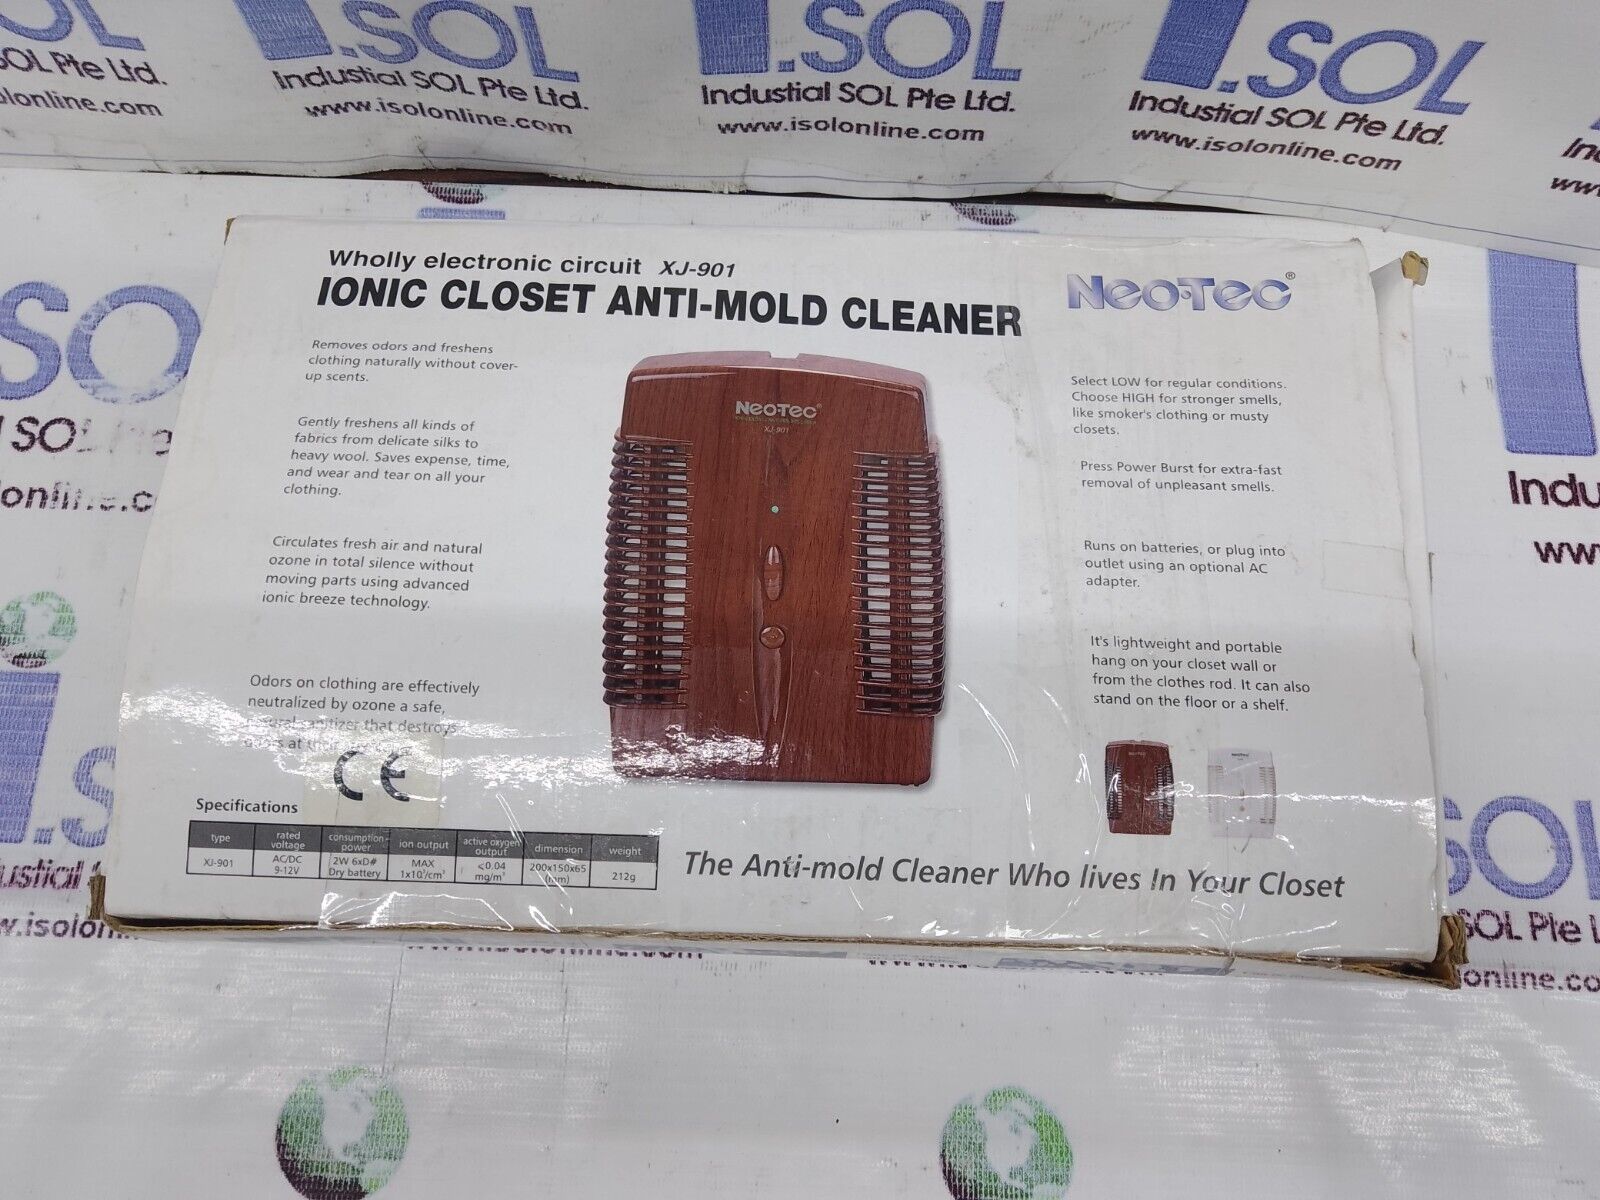 I.SOL
I.SOL
I.SOL
SOL Pte Ltd.
Industial SOL Pte Ltd.
Industial SOL Pte Ltd.
Industial SOL Pte Ltd.
www.isolonline.com
www.isolonline.com
www.isolonline.com
Wholly electronic circuit XJ-901
IONIC CLOSET ANTI-MOLD CLEANER
NeoTec®
Removes odors and freshens
clothing naturally without cover-
up scents.
Gently freshens all kinds of
fabrics from delicate silks to
heavy wool. Saves expense, time,
and wear and tear on all your
clothing.
Circulates fresh air and natural
ozone in total silence without
moving parts using advanced
ionic breeze technology.
Odors on clothing are effectively
neutralized by ozone a safe,
natural sanitizer that destroys
at
CE
NeoTec®
XJ-901
Select LOW for regular conditions.
Choose HIGH for stronger smells,
like smoker's clothing or musty
closets.
Press Power Burst for extra-fast
removal of unpleasant smells.
Runs on batteries, or plug into
outlet using an optional AC
adapter.
It's lightweight and portable
hang on your closet wall or
from the clothes rod. It can also
stand on the floor or a shelf.
Specifications
type rated voltage consumption-power ion output active oxygen output dimension weight
XJ-901 AC/DC 9-12V 2W 6xD# Dry battery MAX <0.04 mg/m³ 200x150x65 (mm) 212g
The Anti-mold Cleaner Who lives In Your Closet